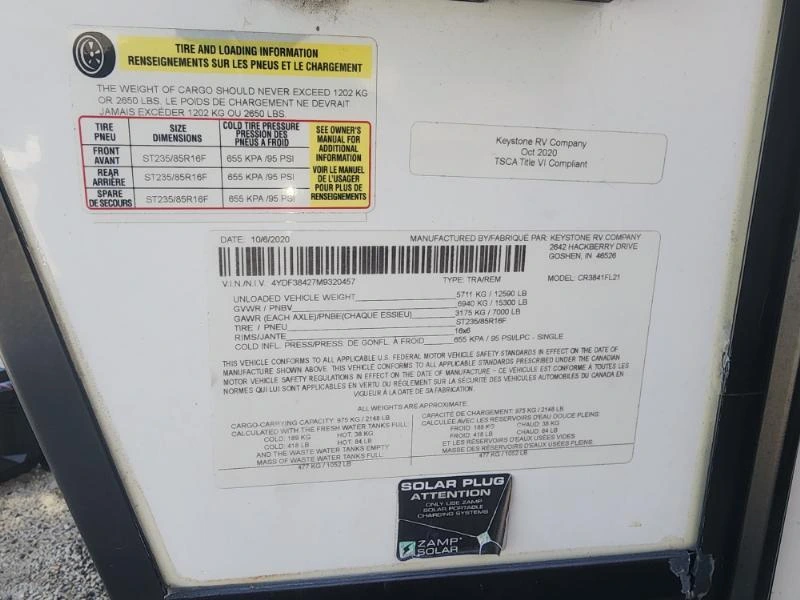 TIRE AND LOADING INFORMATION
RENSEIGNEMENTS SUR LES PNEUS ET LE CHARGEMENT
THE WEIGHT OF CARGO SHOULD NEVER EXCEED 1202 KG
OR 2650 LBS. LE POIDS DE CHARGEMENT NE DEVRAIT
JAMAIS EXCÉDER 1202 KG OU 2650 LBS.
TIRE PNEU SIZE DIMENSIONS COLD TIRE PRESSURE PRESSION DES PNEUS A FROID
FRONT AVANT ST235/85R16F 655 KPA /95 PSI
REAR ARRIÈRE ST235/85R16F 655 KPA /95 PSI
SPARE DE SECOURS ST235/85R16F 655 KPA /95 PSI
SEE OWNER'S
MANUAL FOR
ADDITIONAL
INFORMATION
VOIR LE MANUEL
DE L'USAGER
POUR PLUS DE
RENSEIGNEMENTS
Keystone RV Company
Oct 2020
TSCA Title VI Compliant
DATE: 10/6/2020 MANUFACTURED BY/FABRIQUÉ PAR: KEYSTONE RV COMPANY
2642 HACKBERRY DRIVE
GOSHEN, IN 46526
V.I.N./N.I.V. 4YDF38427M9320457 TYPE: TRA/REM MODEL: CR3841FL21
UNLOADED VEHICLE WEIGHT 5711 KG / 12590 LB
GVWR / PNBV 6940 KG / 15300 LB
GAWR (EACH AXLE)/PNBE(CHAQUE ESSIEU) 3175 KG / 7000 LB
TIRE / PNEU ST235/85R16F
RIMS/JANTE 16x6
COLD INFL. PRESS/PRESS. DE GONFL. À FROID 655 KPA / 95 PSI/LPC - SINGLE
THIS VEHICLE CONFORMS TO ALL APPLICABLE U.S. FEDERAL MOTOR VEHICLE SAFETY STANDARDS IN EFFECT ON THE DATE OF
MANUFACTURE SHOWN ABOVE. THIS VEHICLE CONFORMS TO ALL APPLICABLE STANDARDS PRESCRIBED UNDER THE CANADIAN
MOTOR VEHICLE SAFETY REGULATIONS IN EFFECT ON THE DATE OF MANUFACTURE - CE VÉHICULE EST CONFORME À TOUTES LES
NORMES QUI LUI SONT APPLICABLES EN VERTU DU RÈGLEMENT SUR LA SÉCURITÉ DES VÉHICULES AUTOMOBILES DU CANADA EN
VIGUEUR À LA DATE DE SA FABRICATION
ALL WEIGHTS ARE APPROXIMATE.
CARGO-CARRYING CAPACITY: 975 KG / 2148 LB
CALCULATED WITH THE FRESH WATER TANKS FULL
COLD: 189 KG HOT: 38 KG
COLD: 418 LB HOT: 84 LB
AND THE WASTE WATER TANKS EMPTY
MASS OF WASTE WATER TANKS FULL
477 KG / 1052 LB
CAPACITÉ DE CHARGEMENT: 975 KG / 2148 LB
CALCULEE AVEC LES RESERVOIRS D'EAU DOUCE PLEINS
FROID: 189 KG CHAUD: 38 KG
FROID: 418 LB CHAUD: 84 LB
ET LES RÉSERVOIRS D'EAUX USÉES VIDES
MASSE DES RÉSERVOIRS D'EAUX USÉES PLEINS
477 KG / 1052 LB
SOLAR PLUG
ATTENTION
ONLY USE ZAMP
SOLAR PORTABLE
CHARGING SYSTEMS
ZAMP
SOLAR